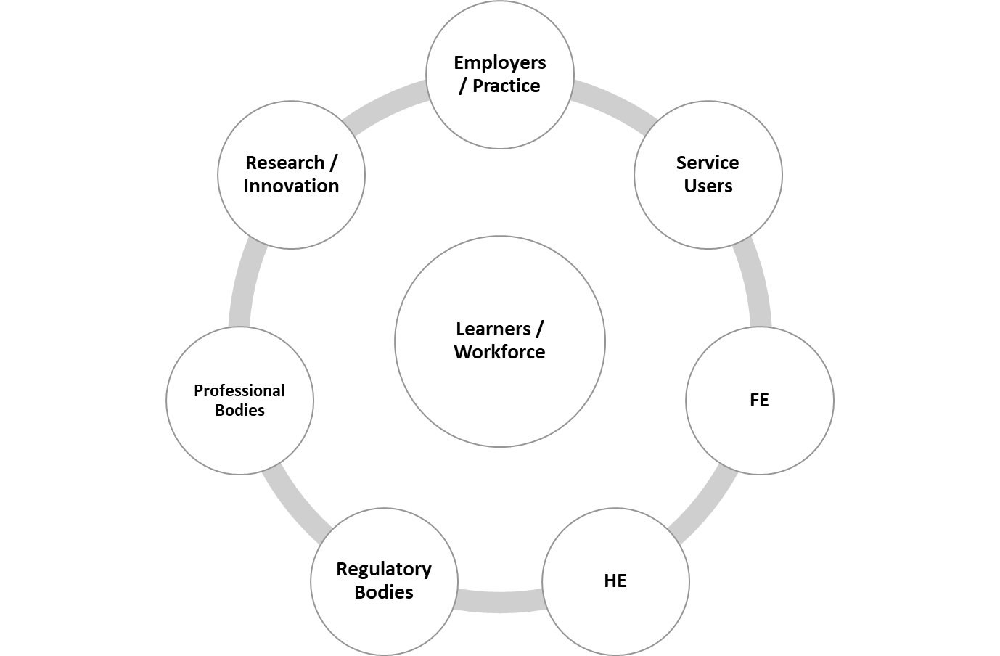 Employers
/ Practice
Service
Users
FE
HE
Regulatory
Bodies
Professional
Bodies
Research /
Innovation
Learners /
Workforce